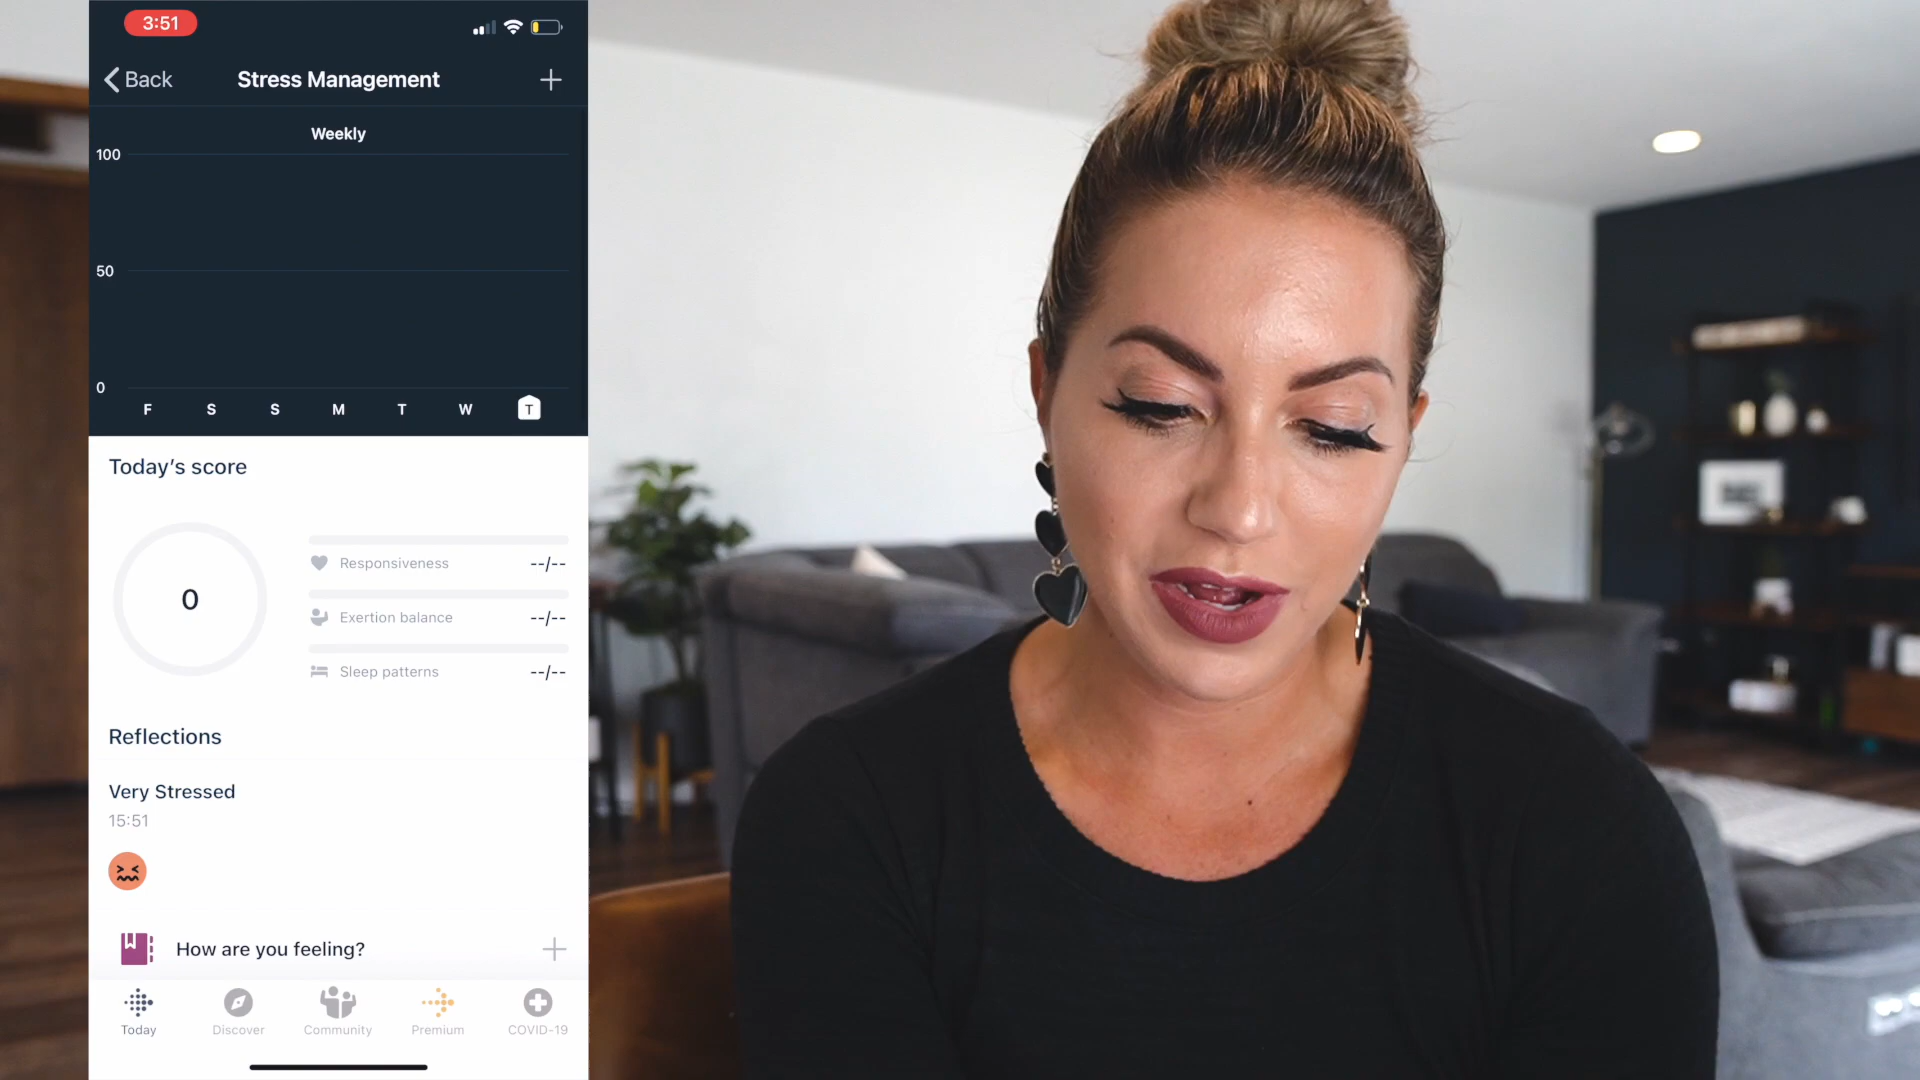 3:51
Back
Stress Management
Weekly
100
50
0
F S S M T W T
Today's score
0
Responsiveness --/--
Exertion balance --/--
Sleep patterns --/--
Reflections
Very Stressed
15:51
How are you feeling?
Today Discover Community Premium COVID-19